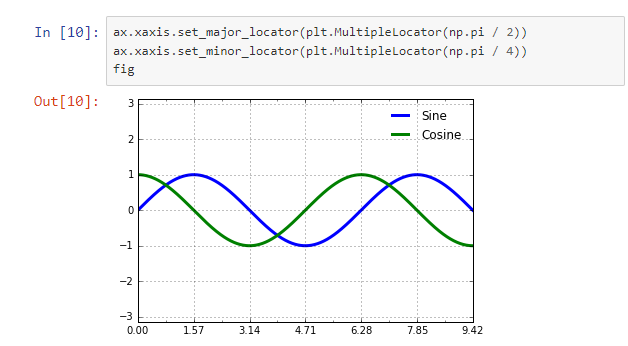 In [10]: ax.xaxis.set_major_locator(plt.MultipleLocator(np.pi / 2))
ax.xaxis.set_minor_locator(plt.MultipleLocator(np.pi / 4))
fig
Out[10]:
3
Sine
Cosine
2
1
0
−1
−2
−3
0.00 1.57 3.14 4.71 6.28 7.85 9.42